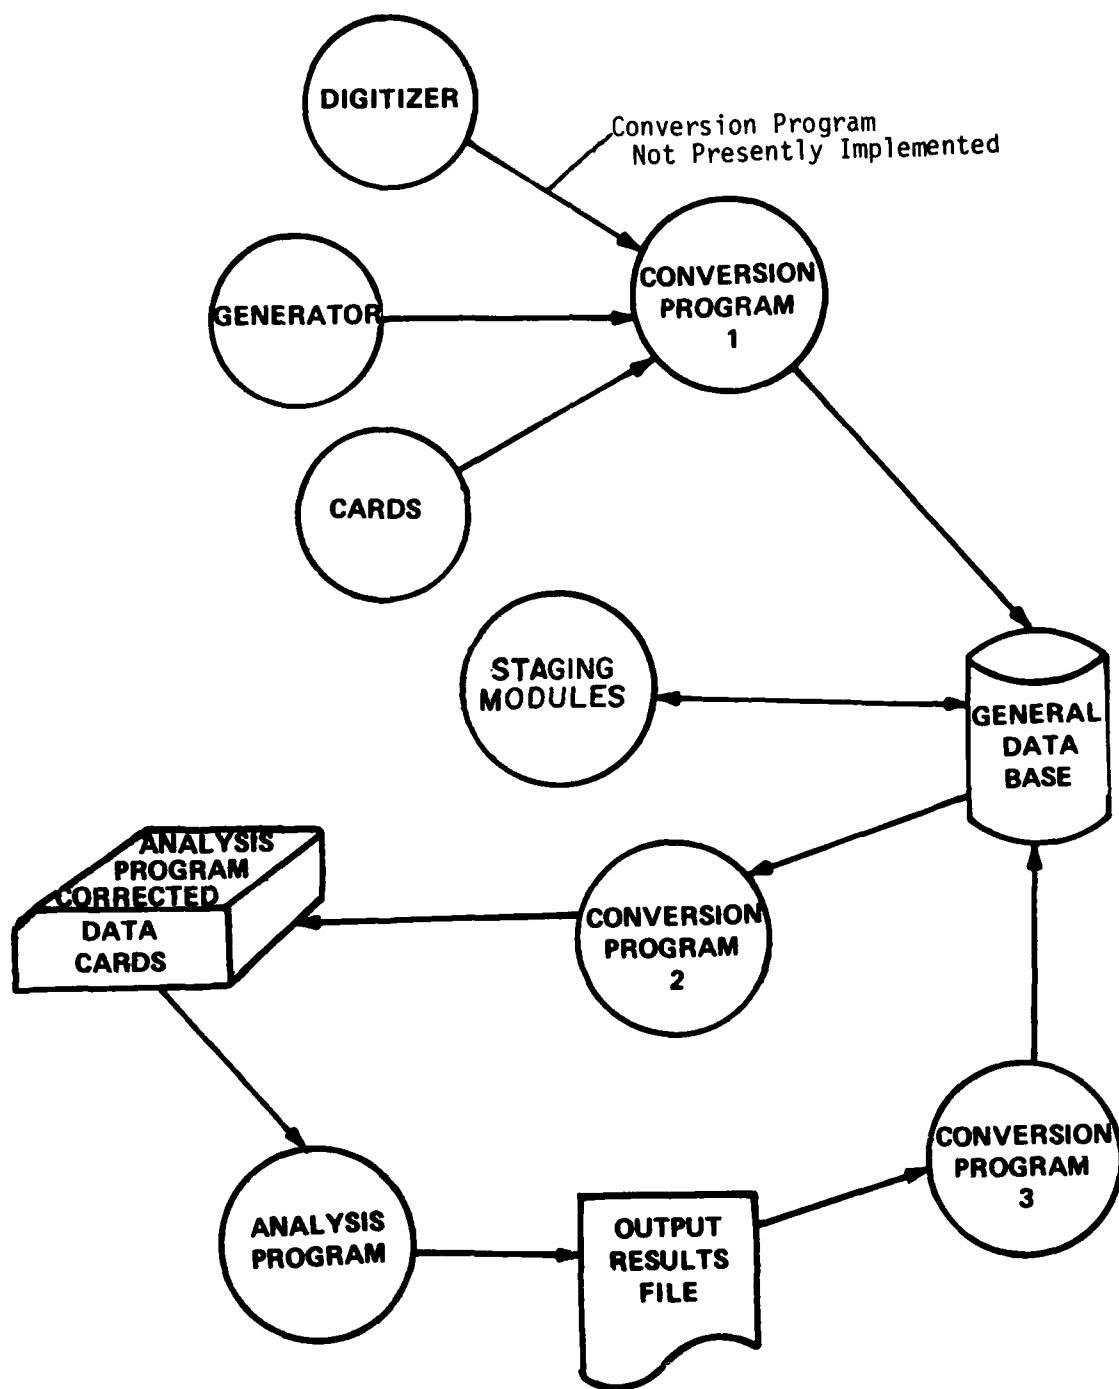 DIGITIZER
Conversion Program
Not Presently Implemented
GENERATOR
CONVERSION
PROGRAM
1
CARDS
STAGING
MODULES
GENERAL
DATA
BASE
ANALYSIS
PROGRAM
CORRECTED
DATA
CARDS
CONVERSION
PROGRAM
2
CONVERSION
PROGRAM
3
ANALYSIS
PROGRAM
OUTPUT
RESULTS
FILE